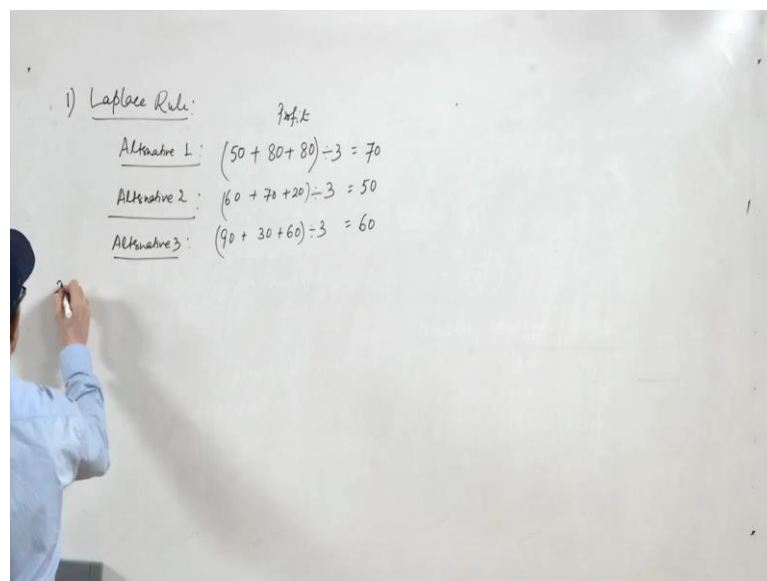 1) Laplace Rule:
Profit
Alternative 1: (50 + 80 + 80) ÷ 3 = 70
Alternative 2: (60 + 70 + 20) ÷ 3 = 50
Alternative 3: (90 + 30 + 60) ÷ 3 = 60